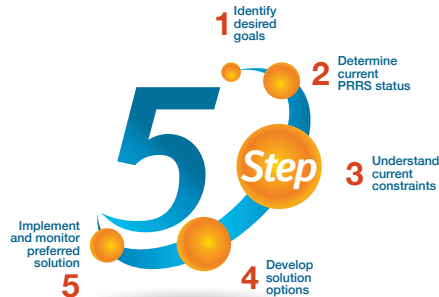 1 Identify
desired
goals
2 Determine
current
PRRS status
5 Step
3 Understand
current
constraints
4 Develop
solution
options
Implement
and monitor
preferred
solution
5